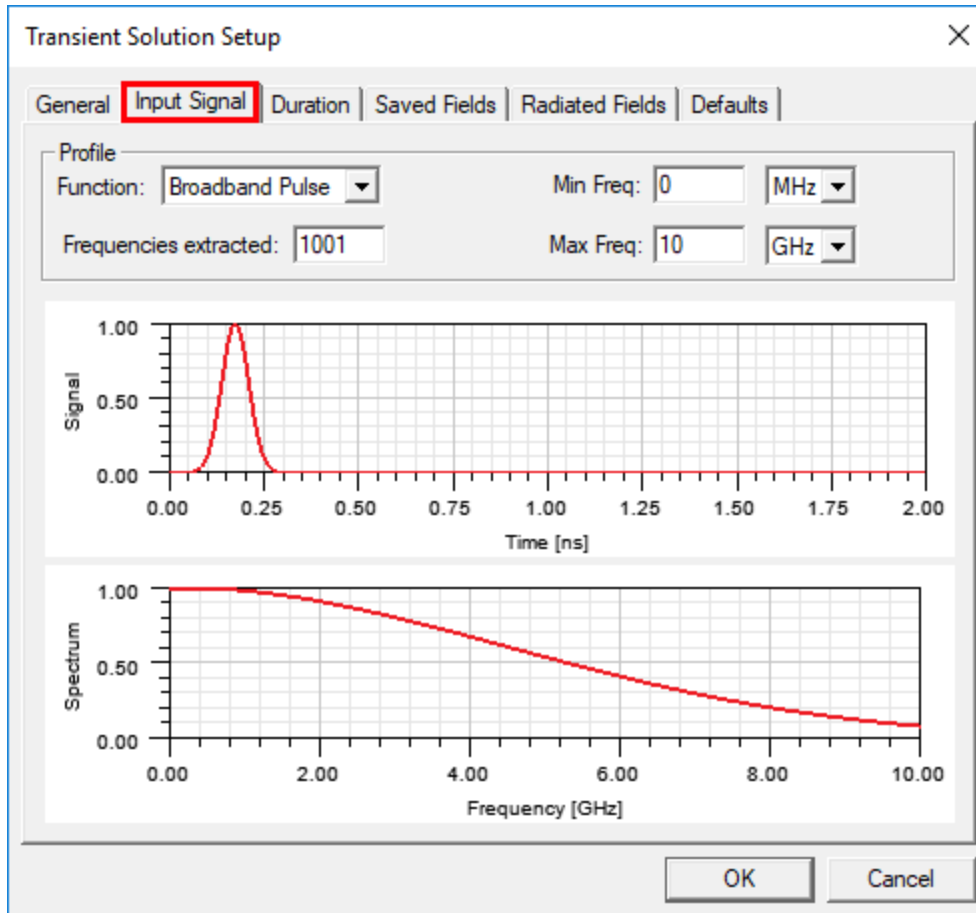 Transient Solution Setup
General Input Signal Duration Saved Fields Radiated Fields Defaults
Profile
Function: Broadband Pulse Min Freq: 0 MHz
Frequencies extracted: 1001 Max Freq: 10 GHz
1.00
0.50
0.00
Signal
0.00 0.25 0.50 0.75 1.00 1.25 1.50 1.75 2.00
Time [ns]
1.00
0.50
0.00
Spectrum
0.00 2.00 4.00 6.00 8.00 10.00
Frequency [GHz]
OK Cancel